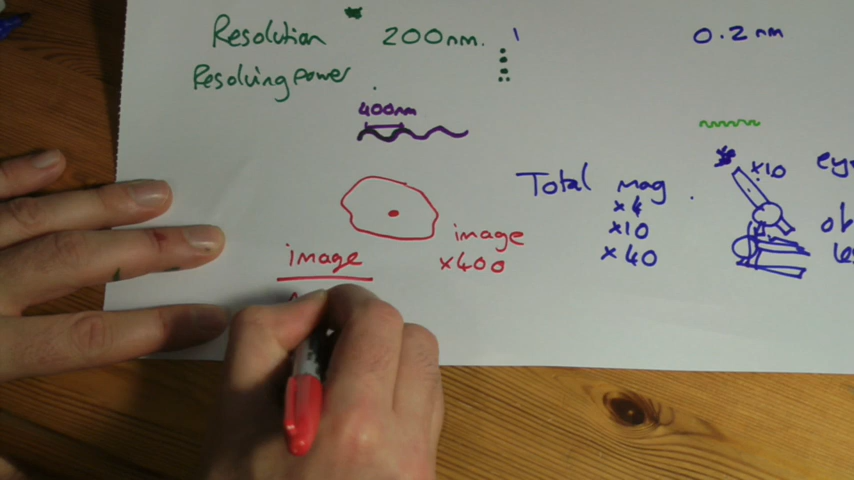 Resolution 200nm. 0.2nm
Resolving power
400nm
Total mag. x10
x4
x10
image x40
x400
image